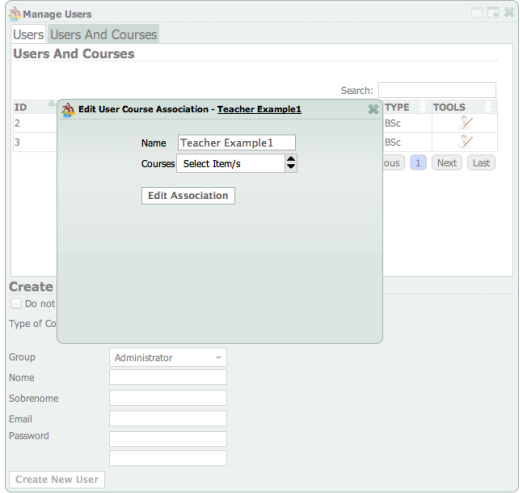 Manage Users
Users Users And Courses
Users And Courses
Search:
ID TYPE TOOLS
Edit User Course Association - Teacher Example1
2 BSc
3 BSc
Name Teacher Example1
Courses Select Item/s
ous 1 Next Last
Edit Association
Create
Do not
Type of Co
Group Administrator
Nome
Sobrenome
Email
Password
Create New User